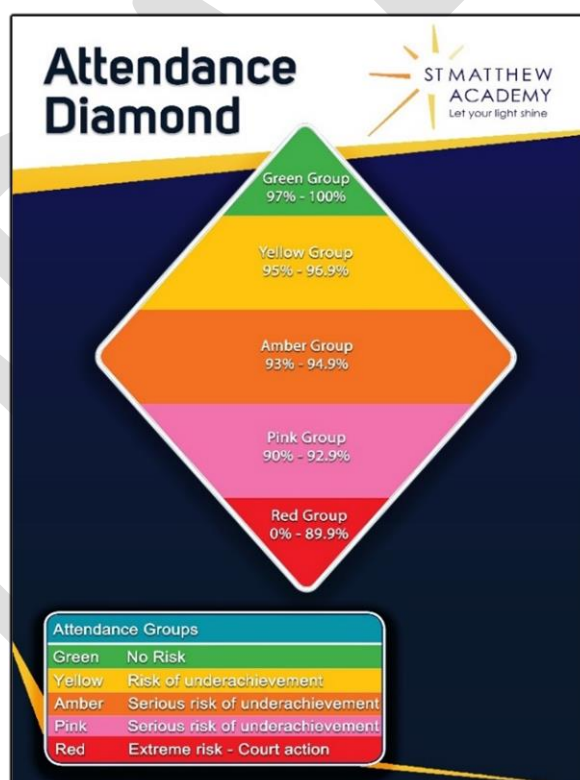 Attendance
Diamond
ST MATTHEW
ACADEMY
Let your light shine
Green Group
97% - 100%
Yellow Group
95% - 96.9%
Amber Group
93% - 94.9%
Pink Group
90% - 92.9%
Red Group
0% - 89.9%
Attendance Groups
Green No Risk
Yellow Risk of underachievement
Amber Serious risk of underachievement
Pink Serious risk of underachievement
Red Extreme risk - Court action